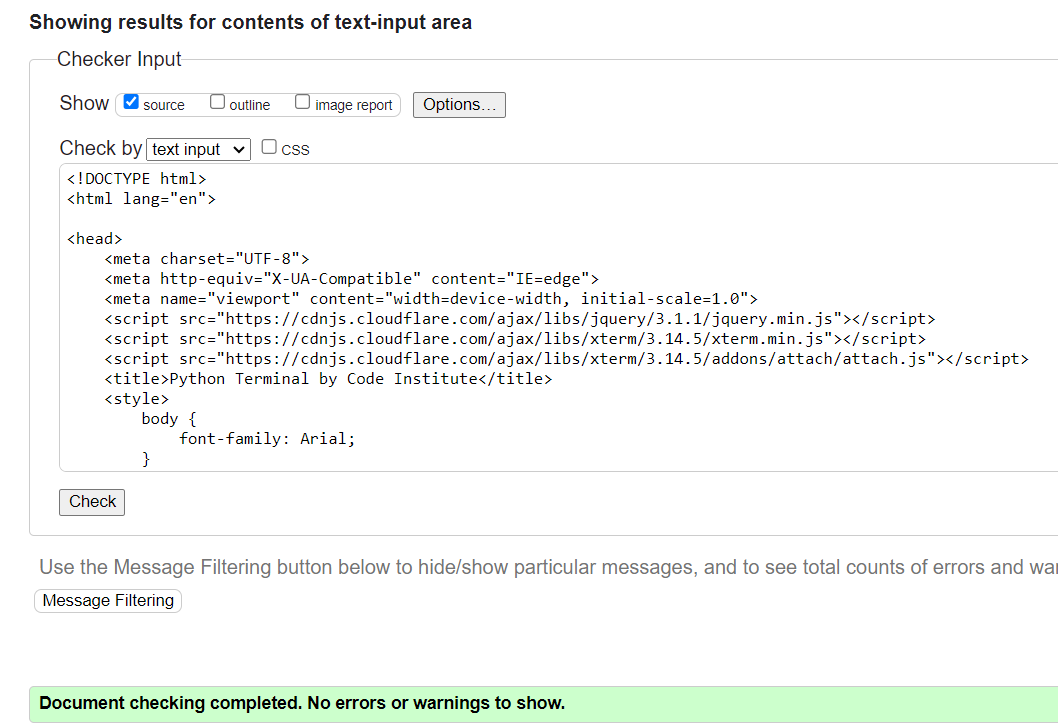 Showing results for contents of text-input area
Checker Input
Show source outline image report Options...
Check by text input CSS
<!DOCTYPE html>
<html lang="en">
<head>
<meta charset="UTF-8">
<meta http-equiv="X-UA-Compatible" content="IE=edge">
<meta name="viewport" content="width=device-width, initial-scale=1.0">
<script src="https://cdnjs.cloudflare.com/ajax/libs/jquery/3.1.1/jquery.min.js"></script>
<script src="https://cdnjs.cloudflare.com/ajax/libs/xterm/3.14.5/xterm.min.js"></script>
<script src="https://cdnjs.cloudflare.com/ajax/libs/xterm/3.14.5/addons/attach/attach.js"></script>
<title>Python Terminal by Code Institute</title>
<style>
body {
font-family: Arial;
}
Check
Use the Message Filtering button below to hide/show particular messages, and to see total counts of errors and
Message Filtering
Document checking completed. No errors or warnings to show.